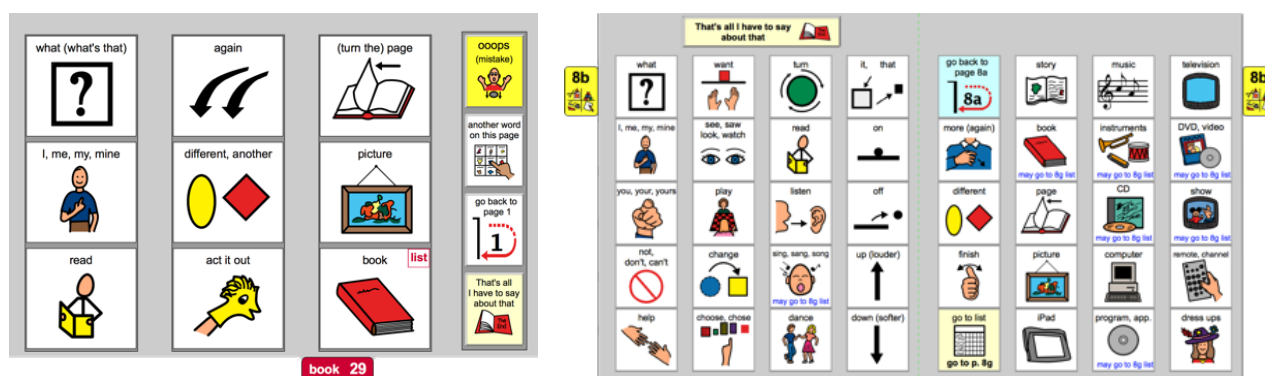 what (what's that)
again
(turn the) page
ooops
(mistake)
I, me, my, mine
different, another
picture
another word
on this page
read
act it out
book
list
go back to
page 1
1
That's all
I have to say
about that
The
End
book 29
That's all I have to say
about that
8b
what
want
turn
it, that
go back to
page 8a
8a
story
music
television
8b
I, me, my, mine
see, saw
look, watch
read
on
more (again)
book
may go to 8g list
instruments
may go to 8g list
DVD, video
may go to 8g list
you, your, yours
play
listen
off
different
page
CD
may go to 8g list
show
may go to 8g list
not,
don't, can't
change
sing, sang, song
may go to 8g list
up (louder)
finish
picture
computer
remote, channel
help
choose, chose
dance
down (softer)
go to list
go to p. 8g
iPad
program, app.
may go to 8g list
dress ups